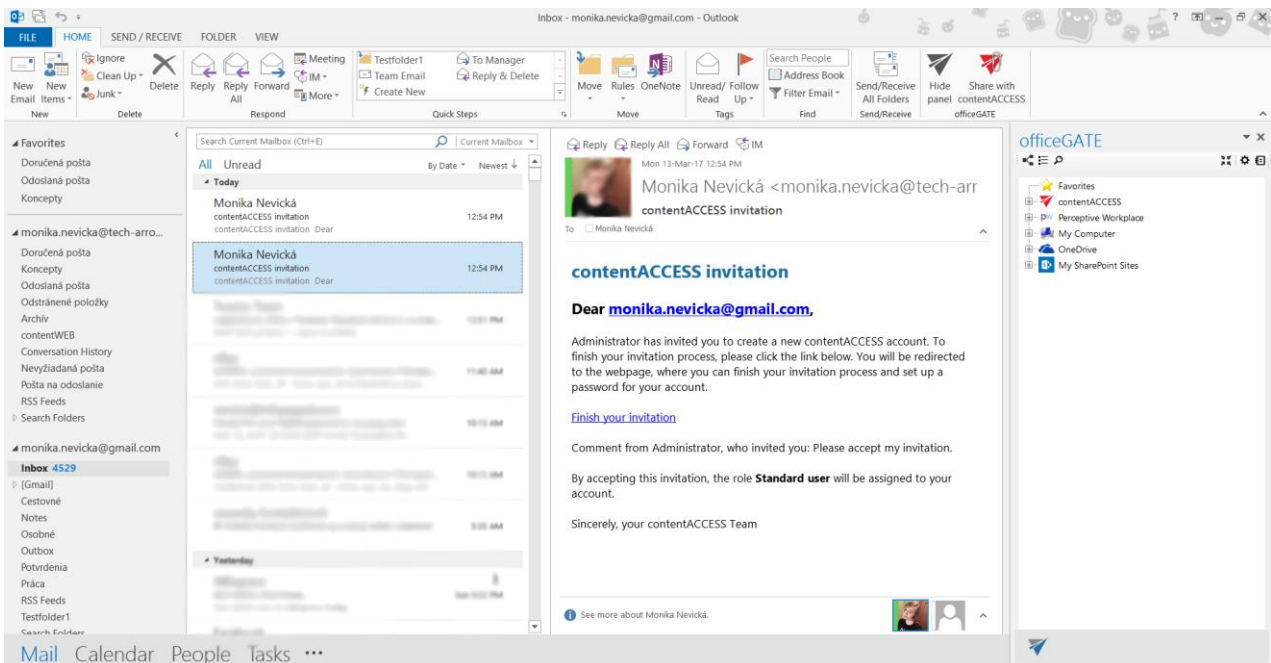 Inbox - monika.nevicka@gmail.com - Outlook
FILE HOME SEND / RECEIVE FOLDER VIEW
New Email
New Items
New
Ignore
Clean Up
Junk
Delete
Delete
Reply
Reply All
Forward
Meeting
IM
More
Respond
Testfolder1
Team Email
Create New
To Manager
Reply & Delete
Quick Steps
Move
Rules
OneNote
Move
Unread/ Read
Follow Up
Tags
Search People
Address Book
Filter Email
Find
Send/Receive All Folders
Send/Receive
Hide panel
Share with contentACCESS
officeGATE
Favorites
Doručená pošta
Odoslaná pošta
Koncepty
monika.nevicka@tech-arro...
Doručená pošta
Koncepty
Odoslaná pošta
Odstránené položky
Archív
contentWEB
Conversation History
Nevyžiadaná pošta
Pošta na odoslanie
RSS Feeds
Search Folders
monika.nevicka@gmail.com
Inbox 4529
[Gmail]
Cestovné
Notes
Osobné
Outbox
Potvrdenia
Práca
RSS Feeds
Testfolder1
Search Folders
Search Current Mailbox (Ctrl+E) Current Mailbox
All Unread By Date Newest
Today
Monika Nevická
contentACCESS invitation 12:54 PM
contentACCESS invitation Dear
Monika Nevická
contentACCESS invitation 12:54 PM
contentACCESS invitation Dear
Yesterday
Reply Reply All Forward IM
Mon 13-Mar-17 12:54 PM
Monika Nevická <monika.nevicka@tech-arr
contentACCESS invitation
To Monika Nevická
contentACCESS invitation
Dear monika.nevicka@gmail.com,
Administrator has invited you to create a new contentACCESS account. To
finish your invitation process, please click the link below. You will be redirected
to the webpage, where you can finish your invitation process and set up a
password for your account.
Finish your invitation
Comment from Administrator, who invited you: Please accept my invitation.
By accepting this invitation, the role Standard user will be assigned to your
account.
Sincerely, your contentACCESS Team
See more about Monika Nevická.
officeGATE
Favorites
contentACCESS
Perceptive Workplace
My Computer
OneDrive
My SharePoint Sites
Mail Calendar People Tasks ···